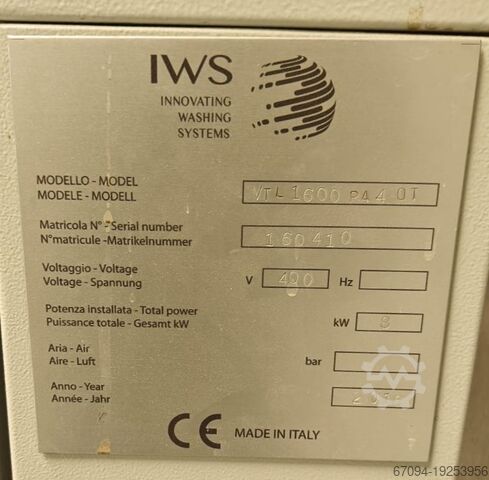 IWS
INNOVATING
WASHING
SYSTEMS
MODELLO - MODEL
MODELE - MODELL
VTL 1600 PA 4 0T
Matricola N° - Serial number
N° matricule - Matrikelnummer
160410
Voltaggio - Voltage
Voltage - Spannung
V 400 Hz
Potenza installata - Total power
Puissance totale - Gesamt kW
kW 8
Aria - Air
Aire - Luft
bar
Anno - Year
Année - Jahr
CE MADE IN ITALY
67094-19253956